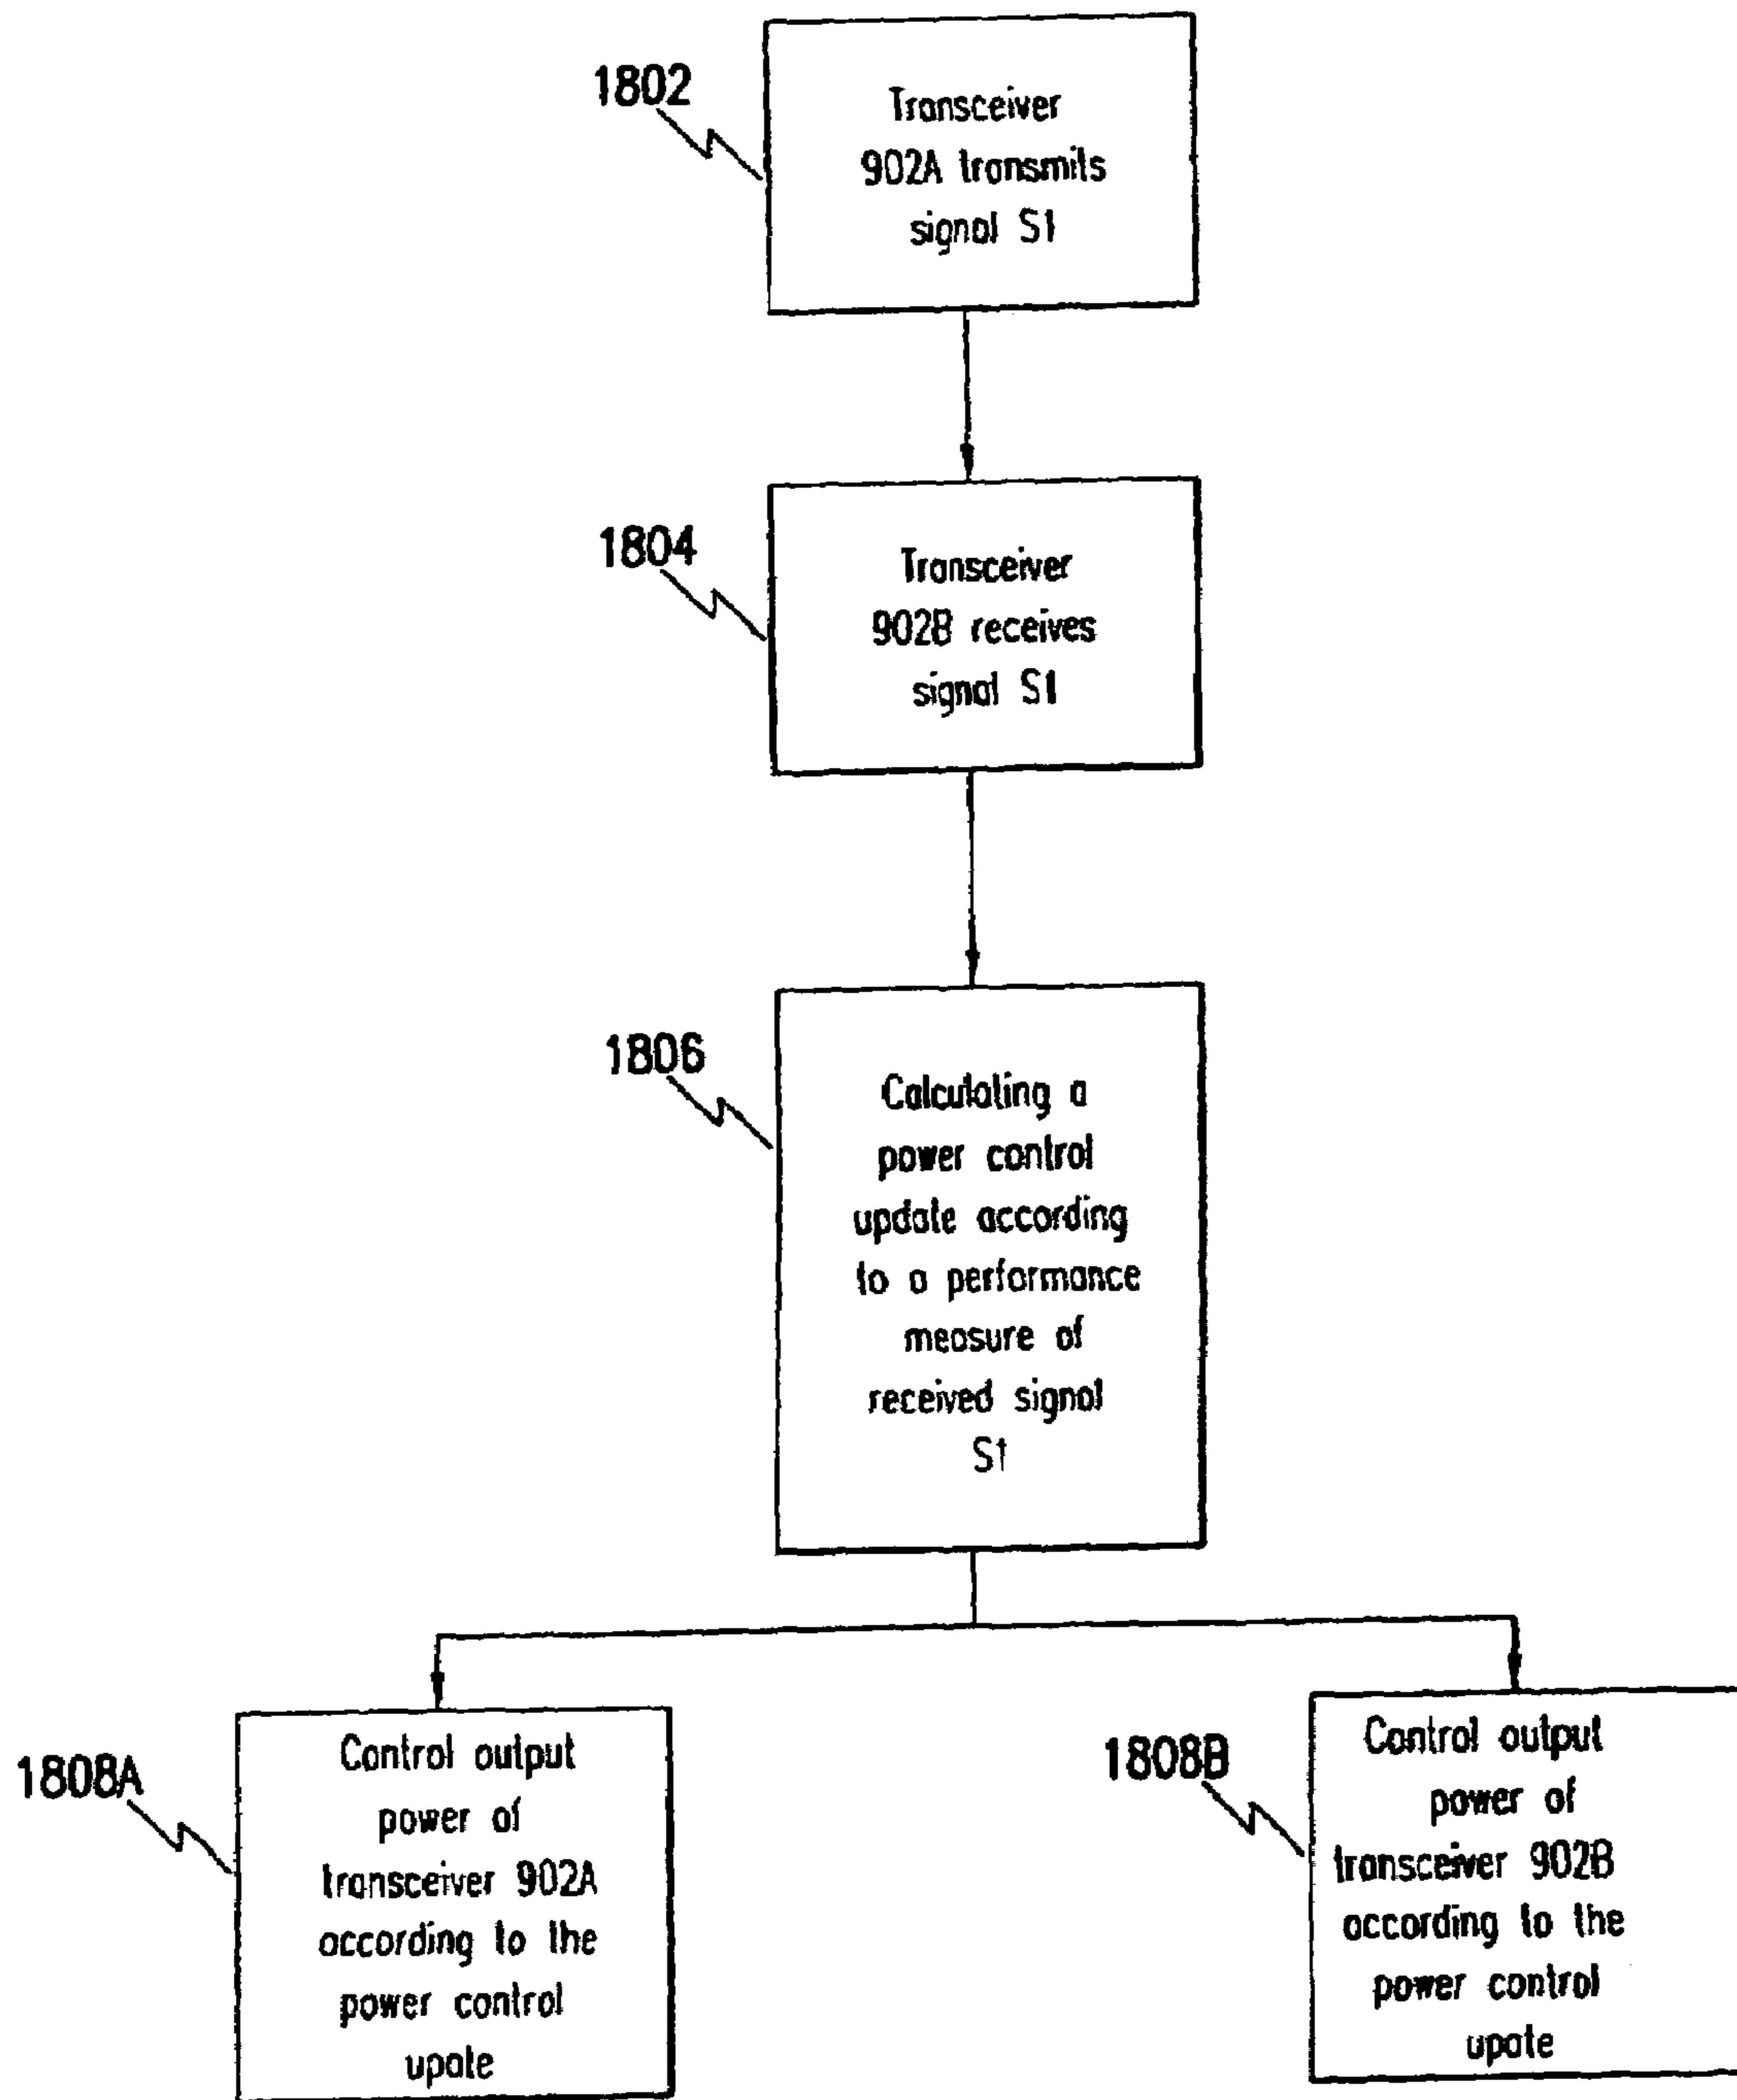 1802
Transceiver
902A transmits
signal S1
1804
Transceiver
902B receives
signal S1
1806
Calculating a
power control
update according
to a performance
measure of
received signal
S1
1808A
Control output
power of
transceiver 902A
according to the
power control
upate
1808B
Control output
power of
transceiver 902B
according to the
power control
upate